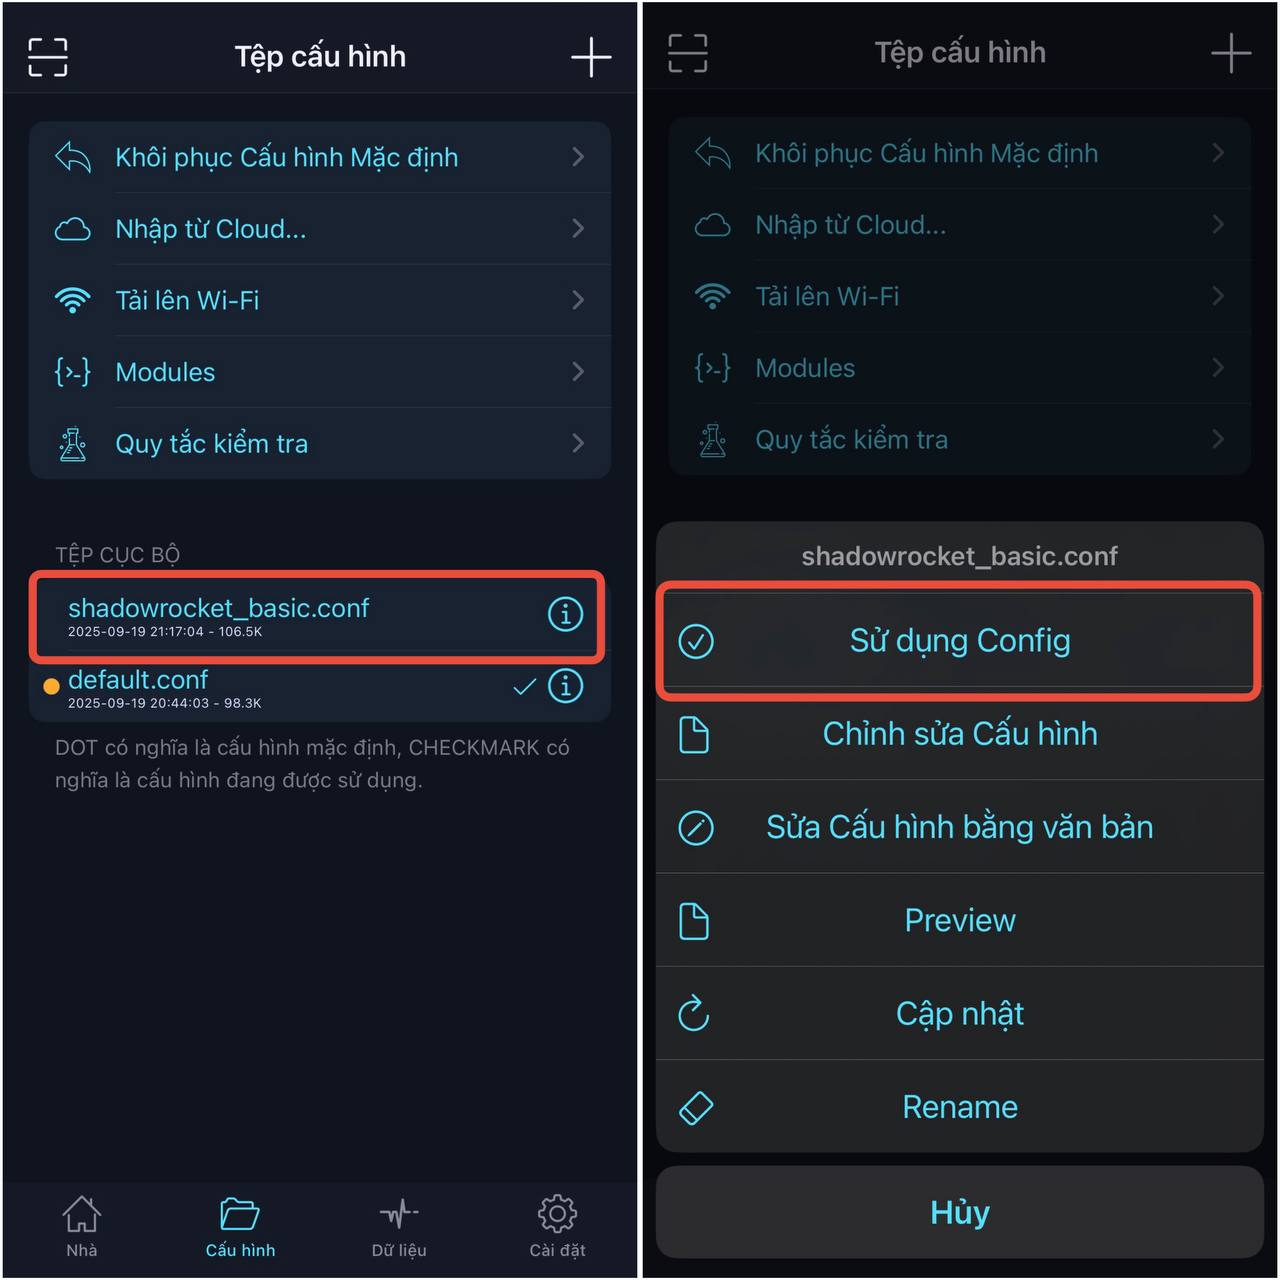 Tệp cấu hình
Khôi phục Cấu hình Mặc định
Nhập từ Cloud...
Tải lên Wi-Fi
Modules
Quy tắc kiểm tra
TỆP CỤC BỘ
shadowrocket_basic.conf
2025-09-19 21:17:04 - 106.5K
default.conf
2025-09-19 20:44:03 - 98.3K
DOT có nghĩa là cấu hình mặc định, CHECKMARK có
nghĩa là cấu hình đang được sử dụng.
Nhà
Cấu hình
Dữ liệu
Cài đặt
Tệp cấu hình
Khôi phục Cấu hình Mặc định
Nhập từ Cloud...
Tải lên Wi-Fi
Modules
Quy tắc kiểm tra
shadowrocket_basic.conf
Sử dụng Config
Chỉnh sửa Cấu hình
Sửa Cấu hình bằng văn bản
Preview
Cập nhật
Rename
Hủy